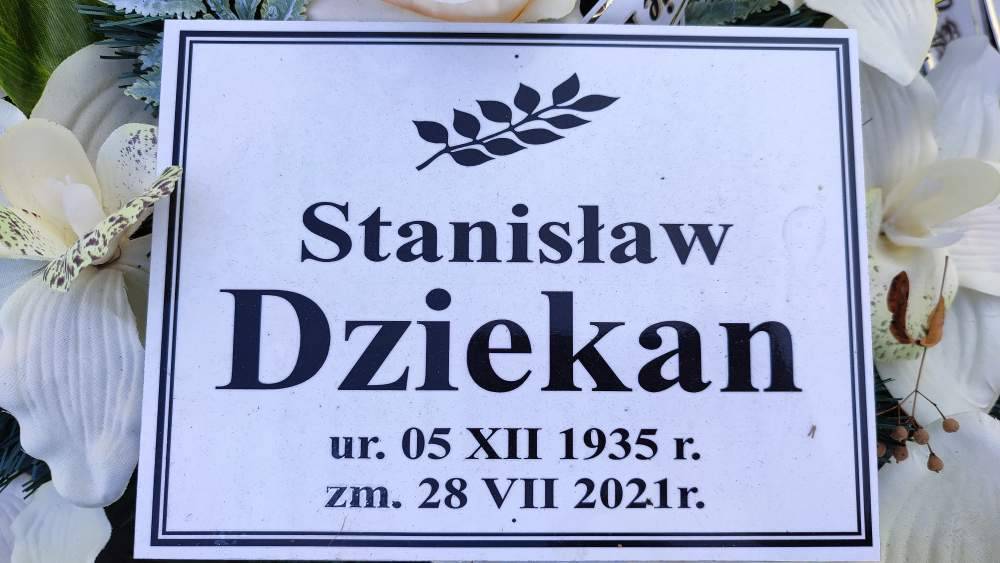 Stanisław
Dziekan
ur. 05 XII 1935 r.
zm. 28 VII 2021r.